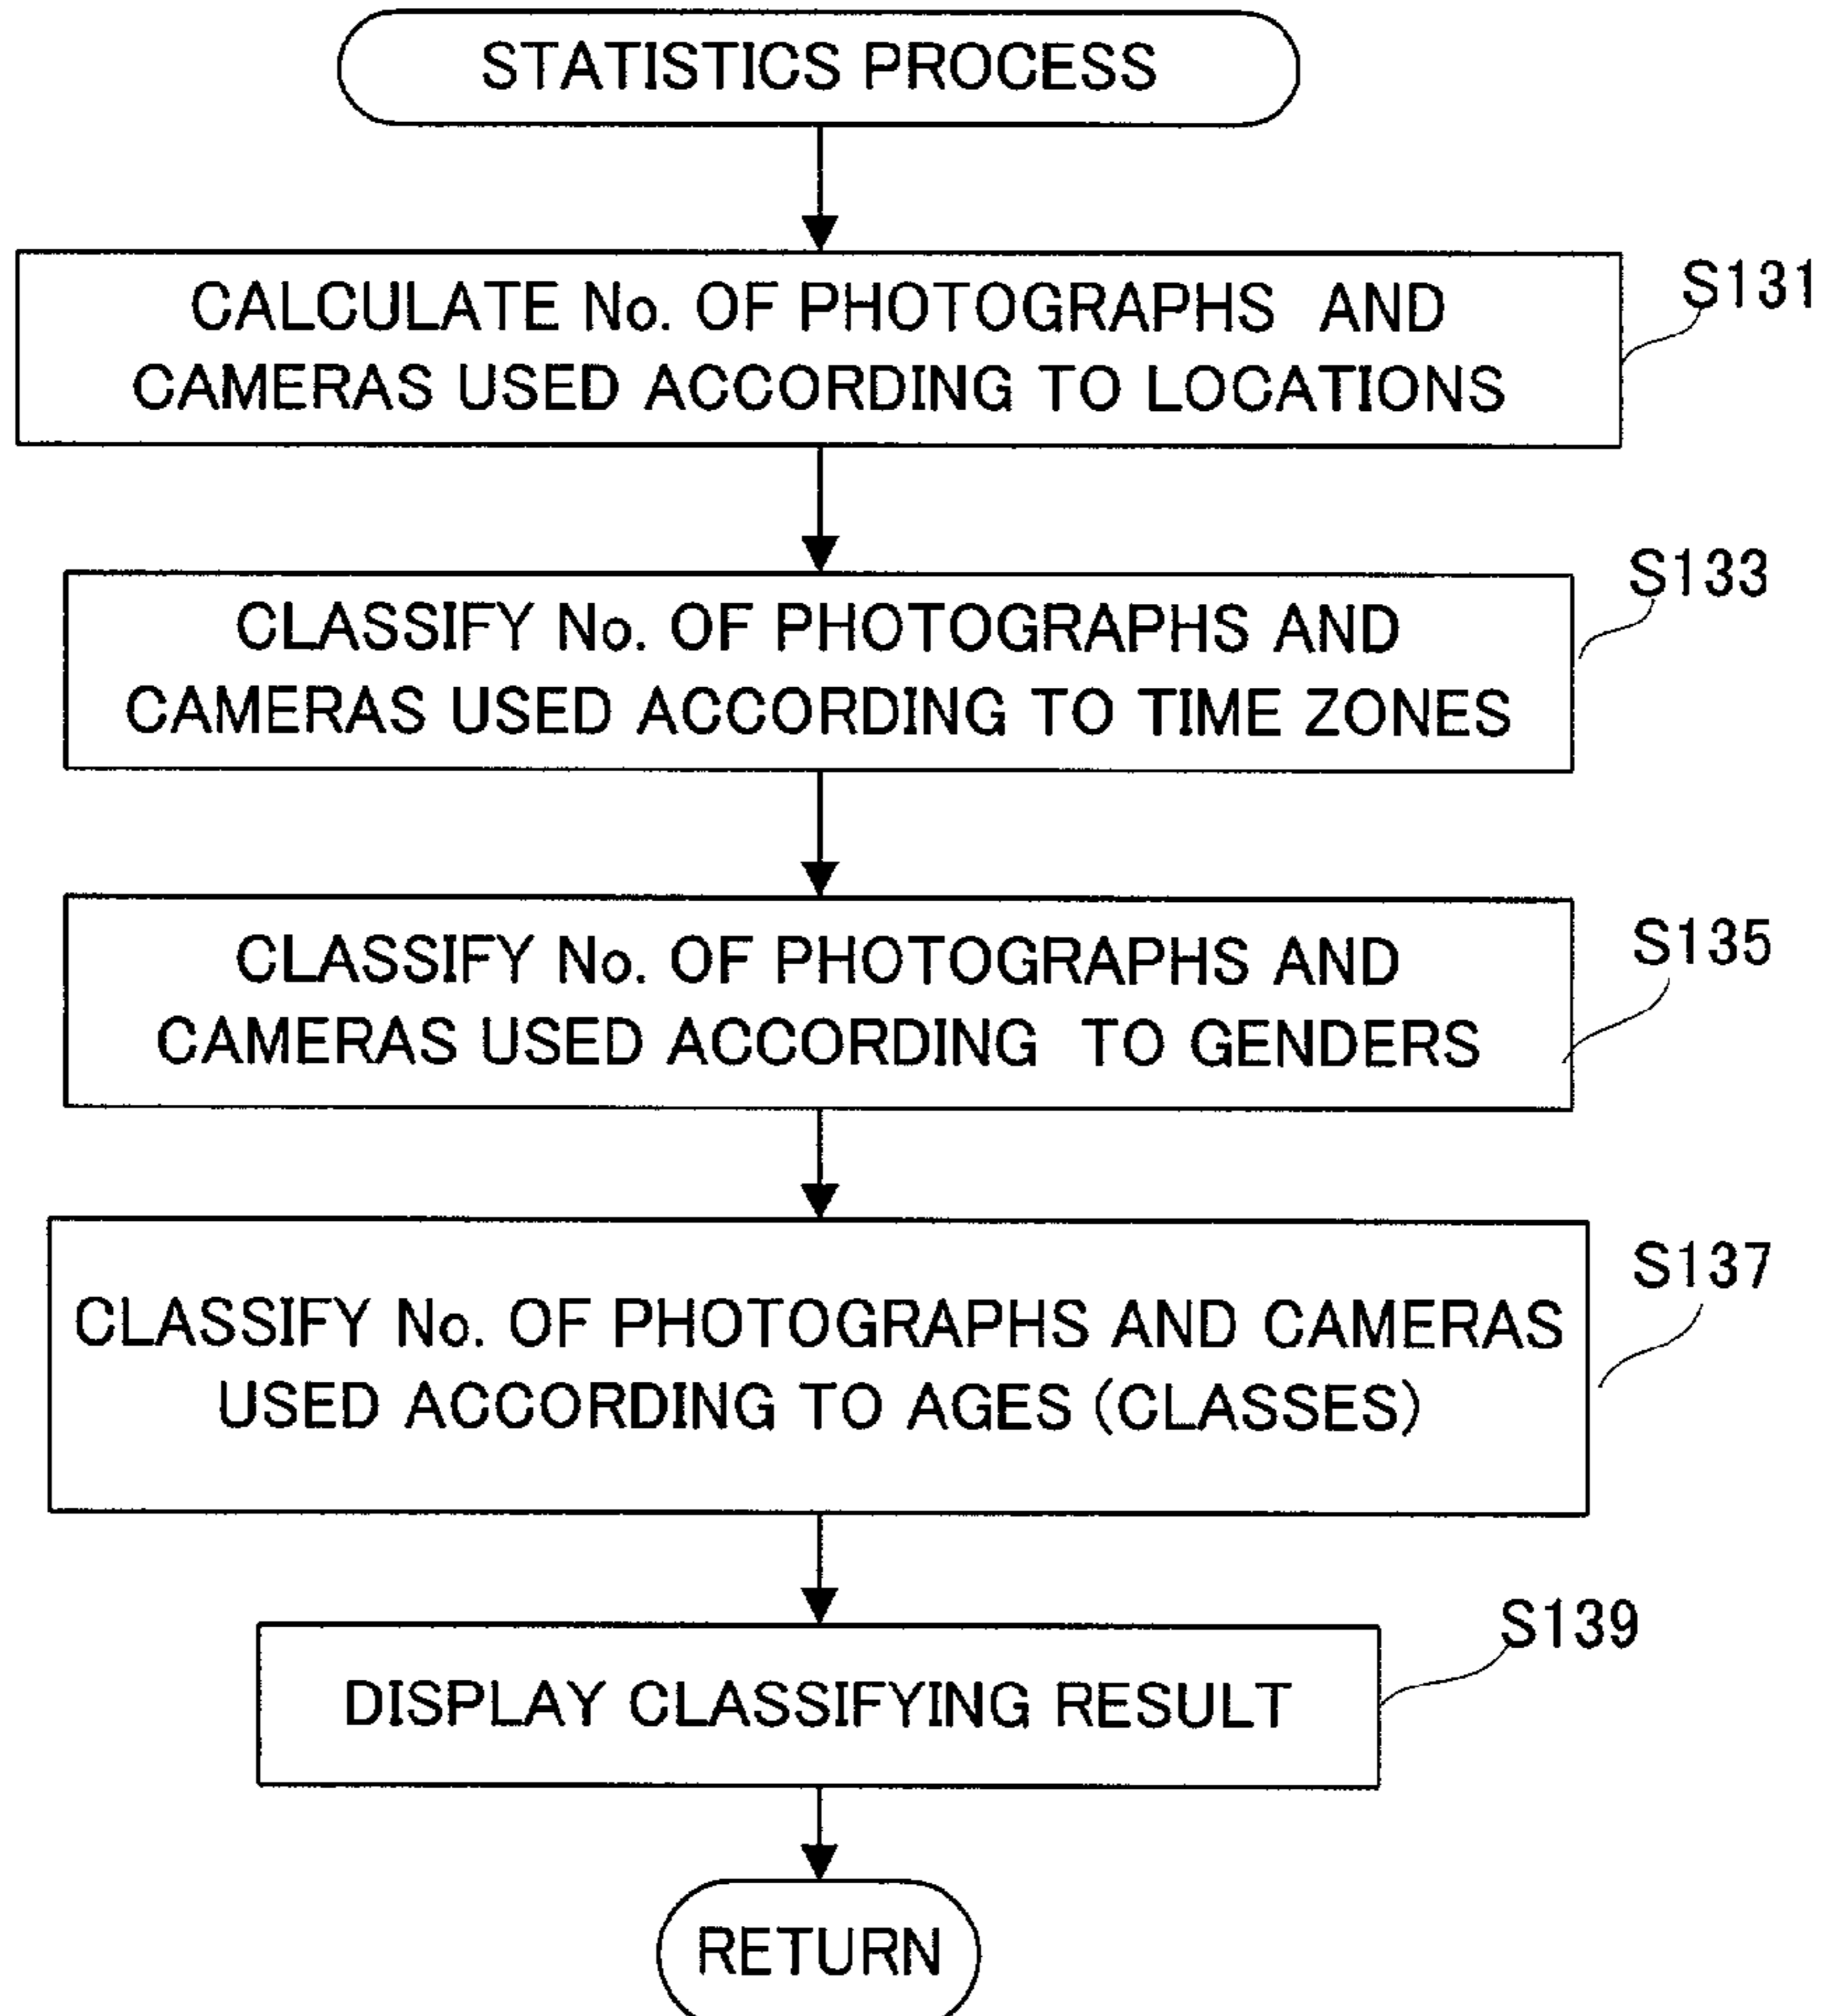 STATISTICS PROCESS
CALCULATE No. OF PHOTOGRAPHS AND
CAMERAS USED ACCORDING TO LOCATIONS
S131
CLASSIFY No. OF PHOTOGRAPHS AND
CAMERAS USED ACCORDING TO TIME ZONES
S133
CLASSIFY No. OF PHOTOGRAPHS AND
CAMERAS USED ACCORDING TO GENDERS
S135
CLASSIFY No. OF PHOTOGRAPHS AND CAMERAS
USED ACCORDING TO AGES (CLASSES)
S137
DISPLAY CLASSIFYING RESULT
S139
RETURN